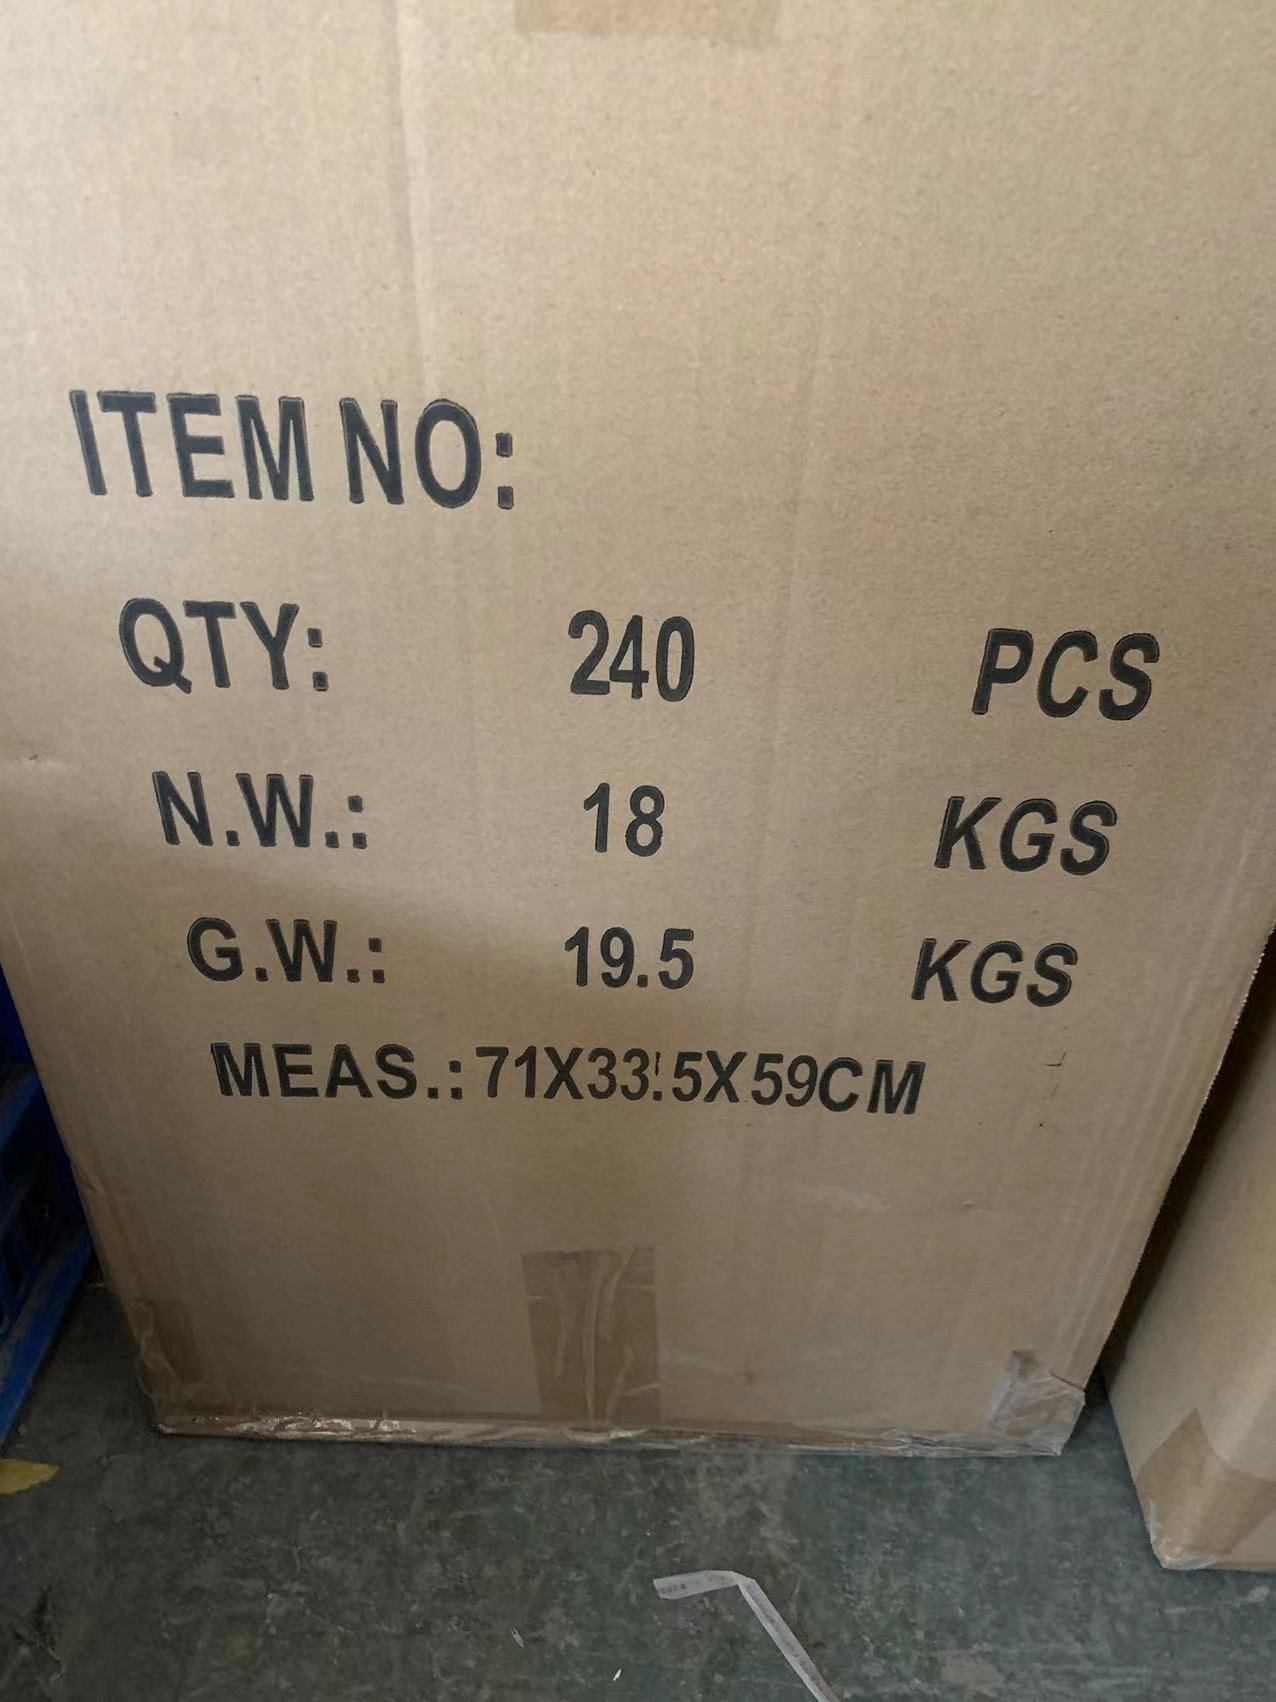 ITEM NO:
QTY: 240 PCS
N.W.: 18 KGS
G.W.: 19.5 KGS
MEAS.: 71X33.5X59CM